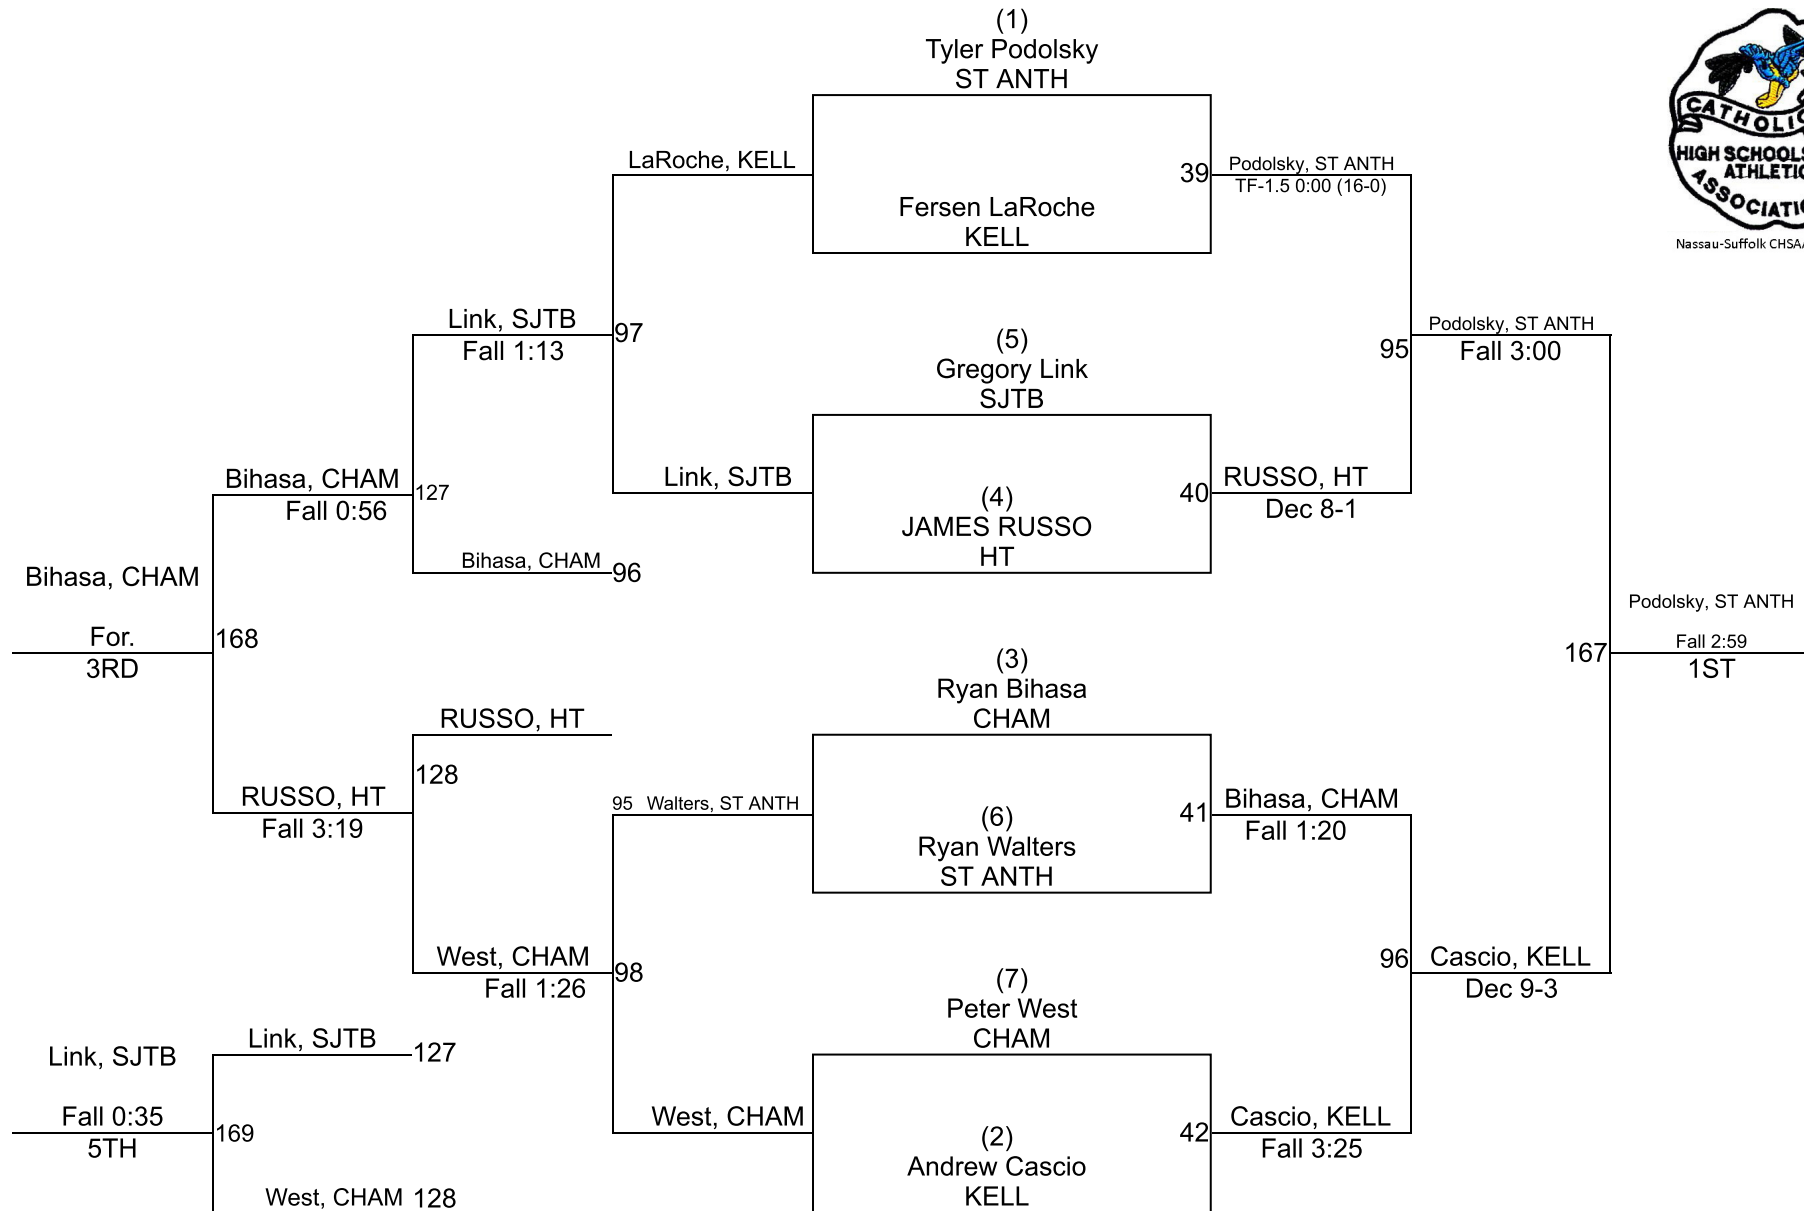 (1)
Tyler Podolsky
ST ANTH
LaRoche, KELL
39
Podolsky, ST ANTH
TF-1.5 0:00 (16-0)
Fersen LaRoche
KELL
CATHOLIC
HIGH SCHOOLS
ATHLETIC
ASSOCIATI
Nassau-Suffolk CHSAA
Link, SJTB
Fall 1:13
97
(5)
Gregory Link
SJTB
95
Podolsky, ST ANTH
Fall 3:00
Bihasa, CHAM
Fall 0:56
127
Link, SJTB
(4)
JAMES RUSSO
HT
40
RUSSO, HT
Dec 8-1
Bihasa, CHAM
96
Bihasa, CHAM
For.
3RD
168
Podolsky, ST ANTH
167
Fall 2:59
1ST
(3)
Ryan Bihasa
CHAM
RUSSO, HT
128
RUSSO, HT
Fall 3:19
95 Walters, ST ANTH
(6)
Ryan Walters
ST ANTH
41
Bihasa, CHAM
Fall 1:20
West, CHAM
Fall 1:26
98
96
Cascio, KELL
Dec 9-3
(7)
Peter West
CHAM
Link, SJTB
127
Link, SJTB
Fall 0:35
5TH
169
West, CHAM
(2)
Andrew Cascio
KELL
42
Cascio, KELL
Fall 3:25
West, CHAM 128